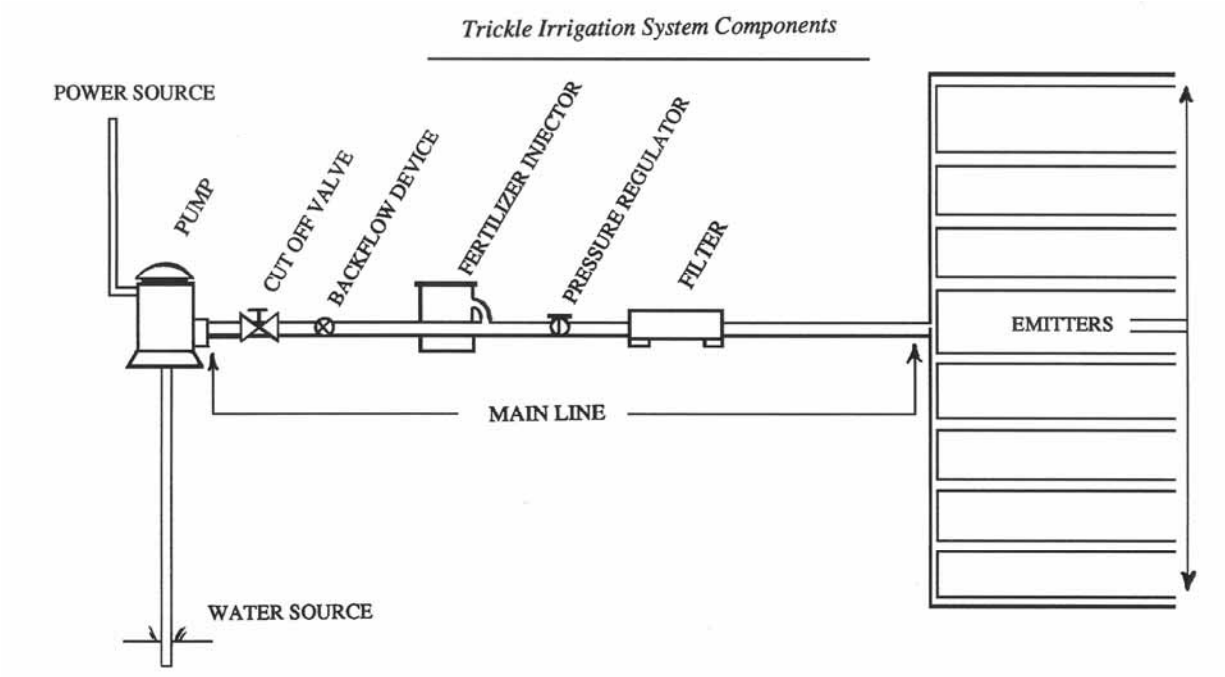 Trickle Irrigation System Components
POWER SOURCE
PUMP
CUT OFF VALVE
BACKFLOW DEVICE
FERTILIZER INJECTOR
PRESSURE REGULATOR
FILTER
EMITTERS
MAIN LINE
WATER SOURCE